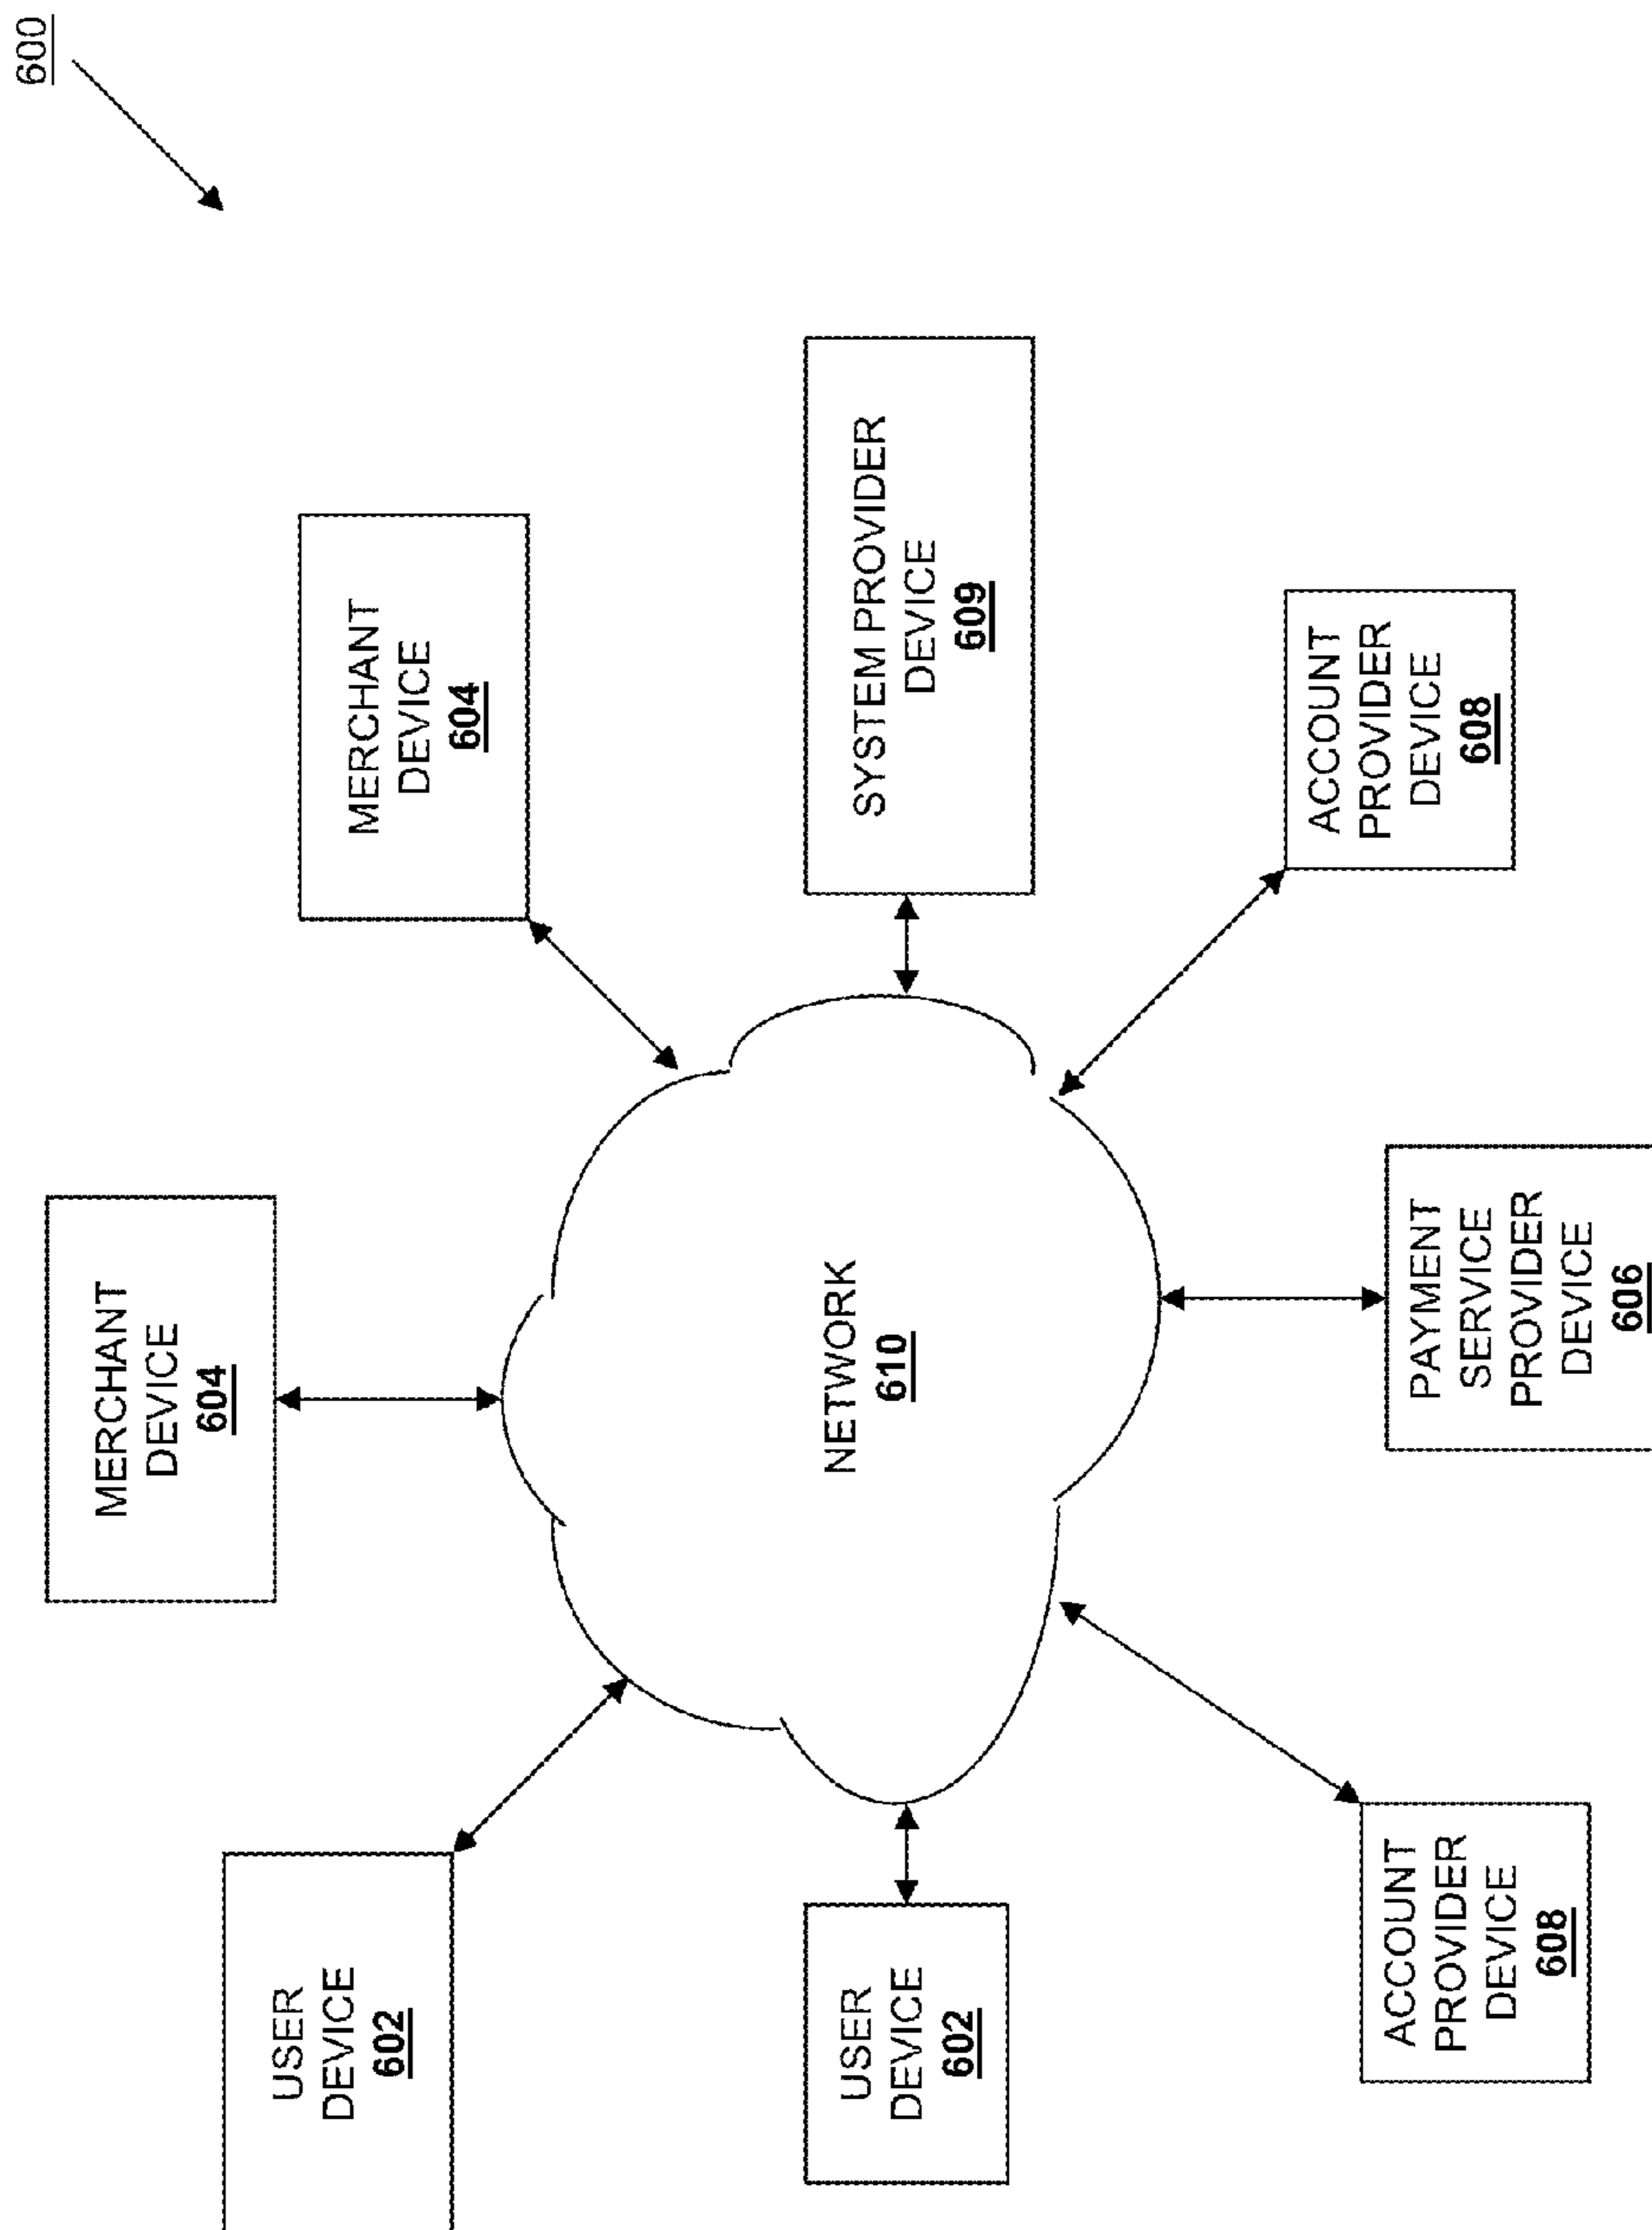 600
MERCHANT
DEVICE
604
MERCHANT
DEVICE
604
USER
DEVICE
602
SYSTEM PROVIDER
DEVICE
609
NETWORK
610
USER
DEVICE
602
ACCOUNT
PROVIDER
DEVICE
608
PAYMENT
SERVICE
PROVIDER
DEVICE
606
ACCOUNT
PROVIDER
DEVICE
608